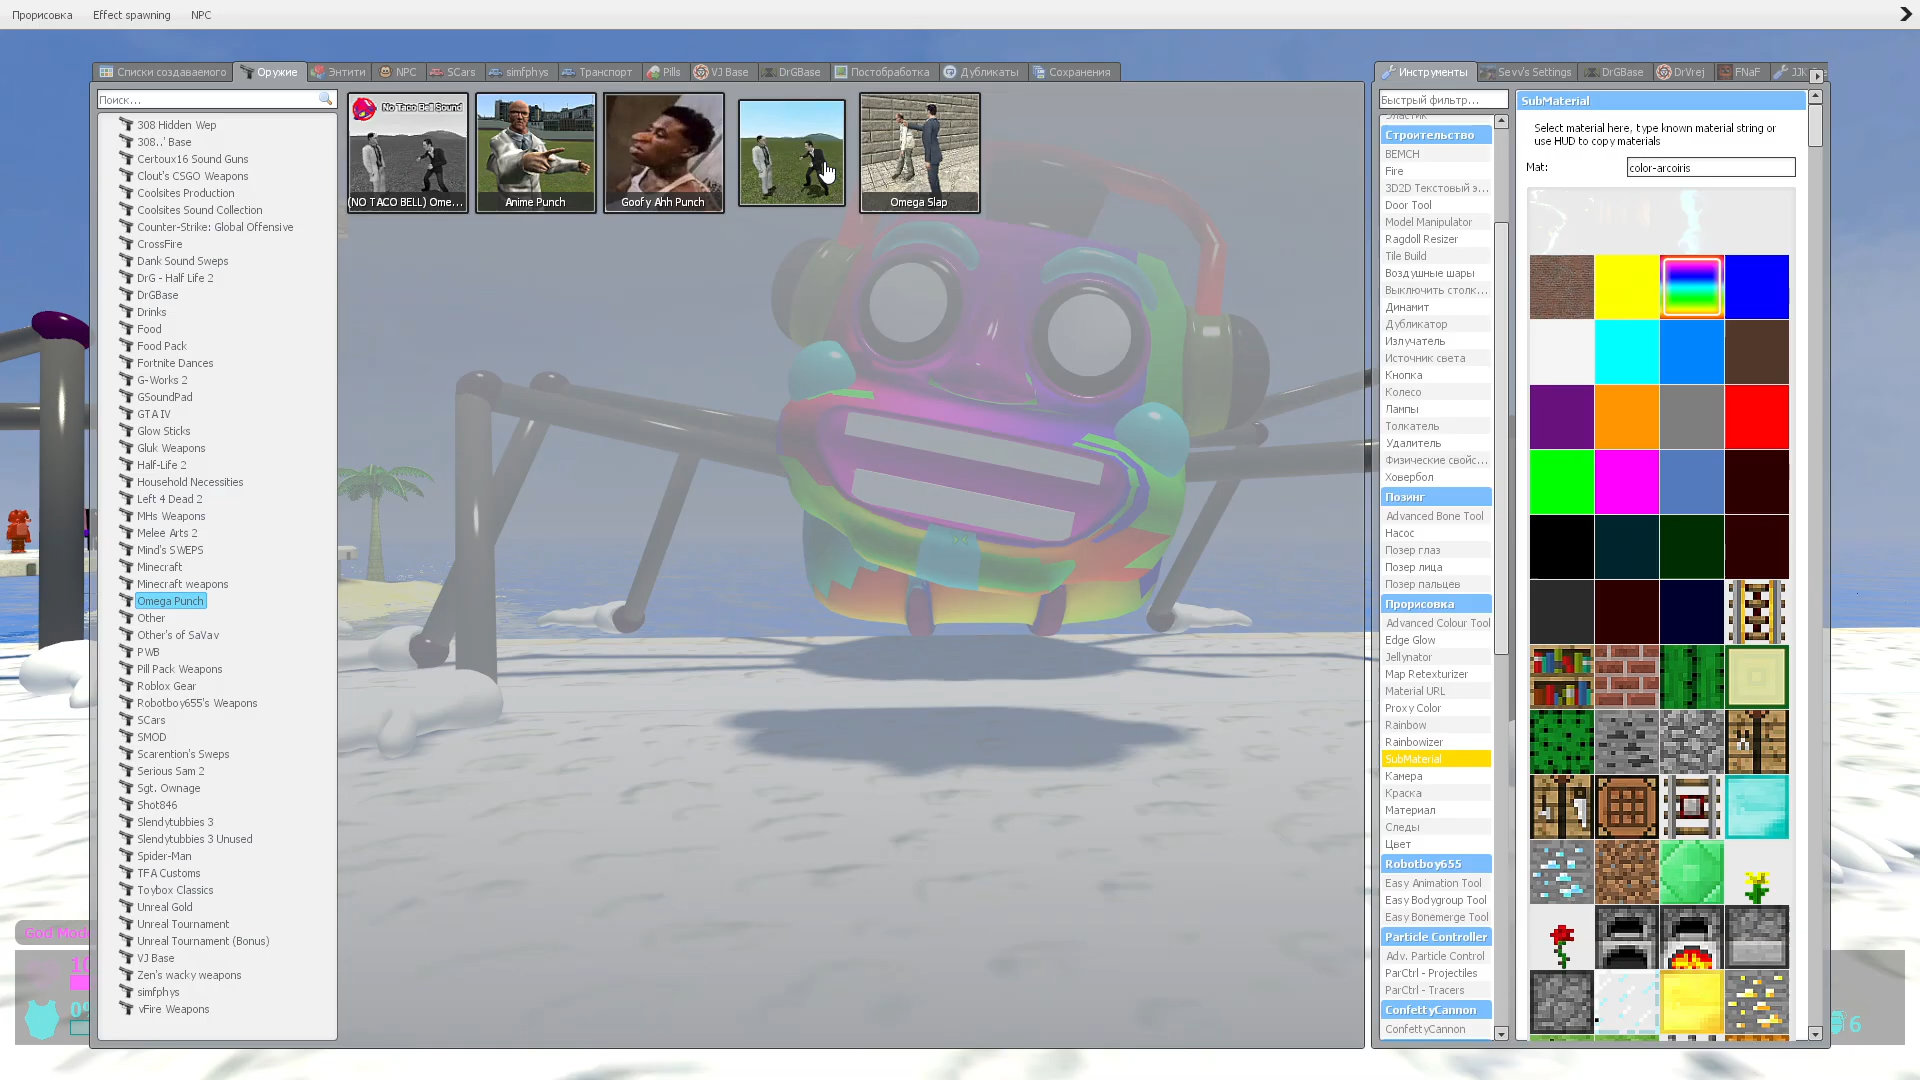 Прорисовка Effect spawning NPC
Списки создаваемого Оружие Энтити NPC SCars simfphys Транспорт Pills VJ Base DrGBase Постобработка Дубликаты Сохранения
Поиск...
308 Hidden Wep
308..' Base
Certoux16 Sound Guns
Clout's CSGO Weapons
Coolsites Production
Coolsites Sound Collection
Counter-Strike: Global Offensive
CrossFire
Dank Sound Sweps
DrG - Half Life 2
DrGBase
Drinks
Food
Food Pack
Fortnite Dances
G-Works 2
GSoundPad
GTA IV
Glow Sticks
Gluk Weapons
Half-Life 2
Household Necessities
Left 4 Dead 2
MHs Weapons
Melee Arts 2
Mind's SWEPS
Minecraft
Minecraft weapons
Omega Punch
Other
Other's of SaVav
PWB
Pill Pack Weapons
Roblox Gear
Robotboy655's Weapons
SCars
SMOD
Scarention's Sweps
Serious Sam 2
Sgt. Ownage
Shot846
Slendytubbies 3
Slendytubbies 3 Unused
Spider-Man
TFA Customs
Toybox Classics
Unreal Gold
Unreal Tournament
Unreal Tournament (Bonus)
VJ Base
Zen's wacky weapons
simfphys
vFire Weapons
No Taco Bell Sound
(NO TACO BELL) Ome...
Anime Punch
Goofy Ahh Punch
Omega Slap
Инструменты Sevv's Settings DrGBase DrVrej FNaF
Быстрый фильтр...
Эластик
Строительство
BEMCH
Fire
3D2D Текстовый э...
Door Tool
Model Manipulator
Ragdoll Resizer
Tile Build
Воздушные шары
Выключить столк...
Динамит
Дубликатор
Излучатель
Источник света
Кнопка
Колесо
Лампы
Толкатель
Удалитель
Физические свойс...
Ховербол
Позинг
Advanced Bone Tool
Насос
Позер глаз
Позер лица
Позер пальцев
Прорисовка
Advanced Colour Tool
Edge Glow
Jellynator
Map Retexturizer
Material URL
Proxy Color
Rainbow
Rainbowizer
SubMaterial
Камера
Краска
Материал
Следы
Цвет
Robotboy655
Easy Animation Tool
Easy Bodygroup Tool
Easy Bonemerge Tool
Particle Controller
Adv. Particle Control
ParCtrl - Projectiles
ParCtrl - Tracers
ConfettyCannon
ConfettyCannon
SubMaterial
Select material here, type known material string or
use HUD to copy materials
Mat: color-arcoiris
God Mod
10
0%
6